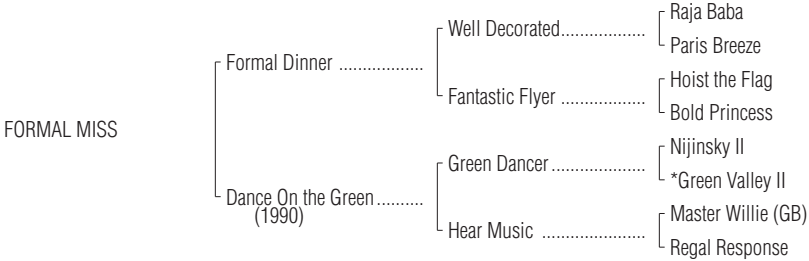 Raja Baba
Well Decorated...................
Paris Breeze
Formal Dinner ..................
Hoist the Flag
Fantastic Flyer ..................
Bold Princess
FORMAL MISS
Nijinsky II
Green Dancer....................
*Green Valley II
Dance On the Green..........
(1990)
Master Willie (GB)
Hear Music ......................
Regal Response